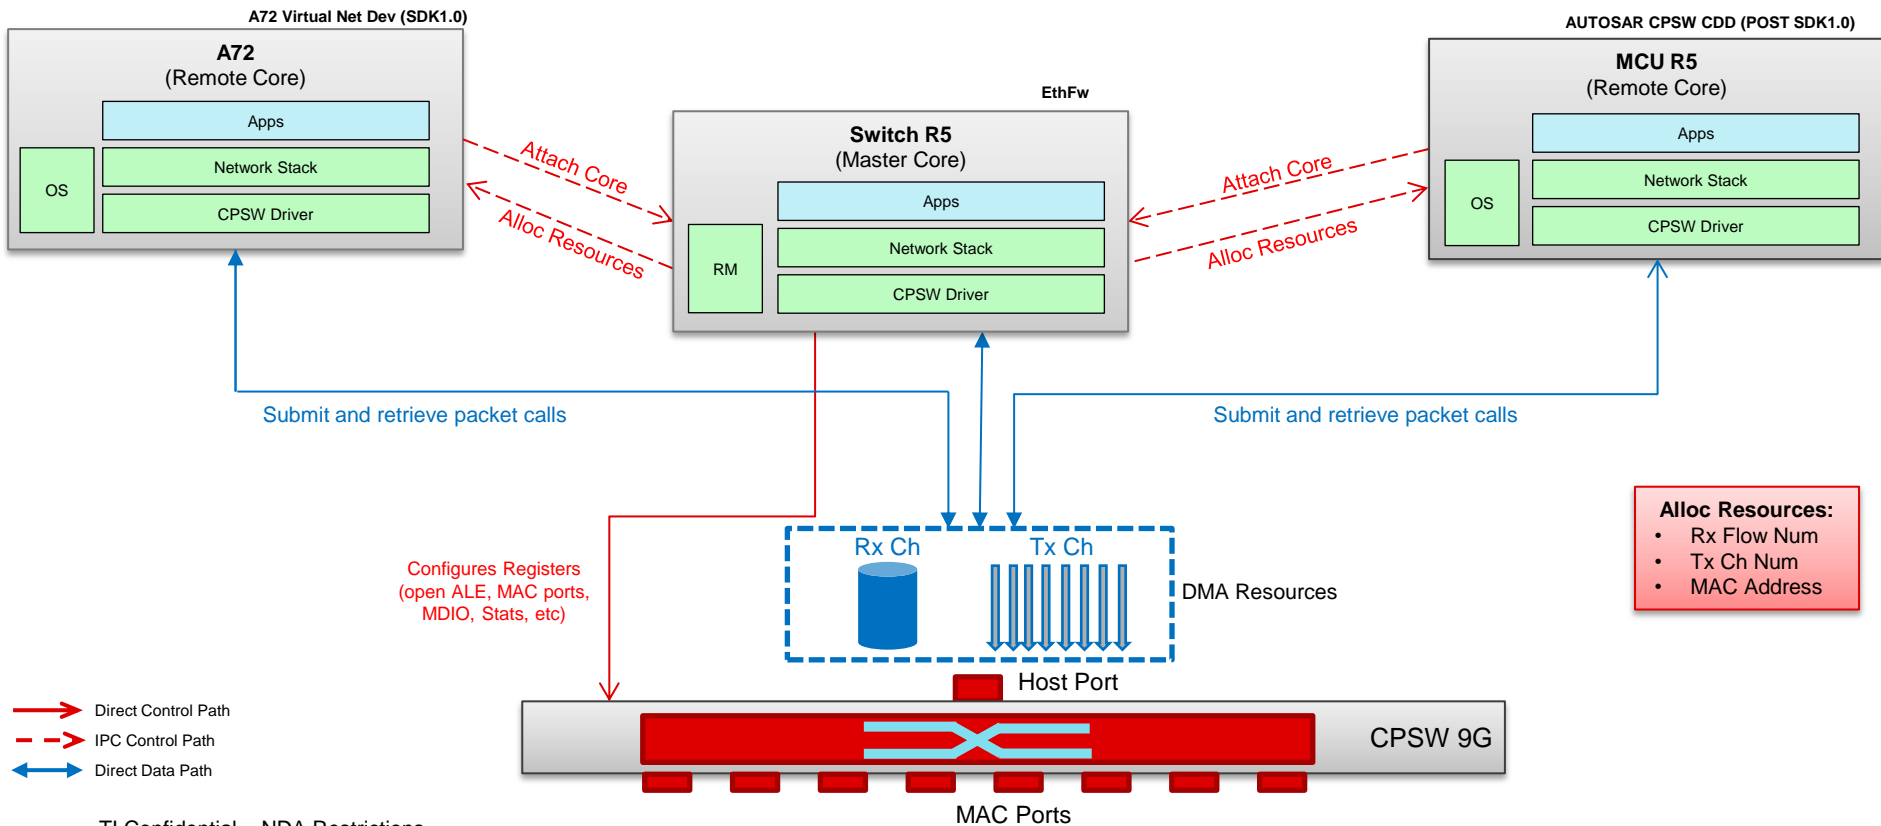 A72 Virtual Net Dev (SDK1.0)
A72
(Remote Core)
Apps
OS
Network Stack
CPSW Driver
Attach Core
Alloc Resources
EthFw
Switch R5
(Master Core)
Apps
RM
Network Stack
CPSW Driver
Attach Core
Alloc Resources
AUTOSAR CPSW CDD (POST SDK1.0)
MCU R5
(Remote Core)
Apps
OS
Network Stack
CPSW Driver
Submit and retrieve packet calls
Submit and retrieve packet calls
Configures Registers
(open ALE, MAC ports,
MDIO, Stats, etc)
Rx Ch
Tx Ch
DMA Resources
Alloc Resources:
• Rx Flow Num
• Tx Ch Num
• MAC Address
Host Port
CPSW 9G
MAC Ports
Direct Control Path
IPC Control Path
Direct Data Path
TI Confidential – NDA Restrictions